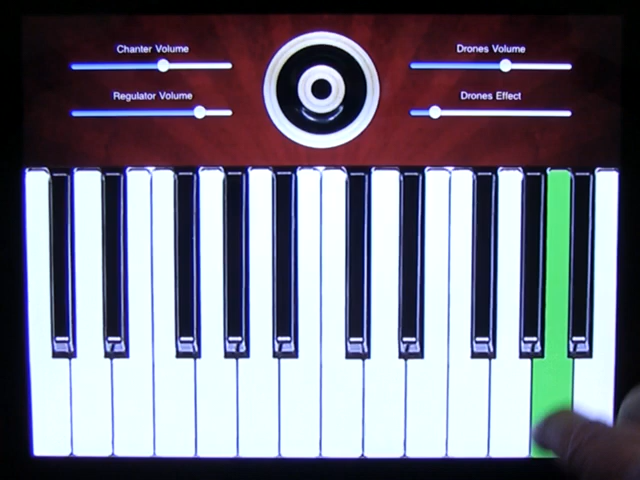 Chanter Volume
Drones Volume
Regulator Volume
Drones Effect